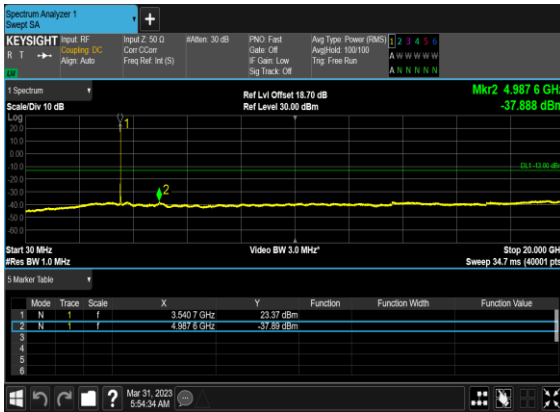 Spectrum Analyzer 1
Swept SA
+
KEYSIGHT Input: RF Input Z: 50 Ω #Atten: 30 dB PNO: Fast Avg Type: Power (RMS) 1 2 3 4 5 6
R T Coupling: DC Corr CCorr Gate: Off Avg|Hold: 100/100 A W W W W W
Align: Auto Freq Ref: Int (S) IF Gain: Low Trig: Free Run
LXI Sig Track: Off A N N N N N
1 Spectrum Ref Lvl Offset 18.70 dB Mkr2 4.987 6 GHz
Scale/Div 10 dB Ref Level 30.00 dBm -37.888 dBm
Log
20.0
10.0
0.00
-10.0
DL1 -13.00 dBm
-20.0
-30.0
-40.0
-50.0
-60.0
1
2
Start 30 MHz Video BW 3.0 MHz* Stop 20.000 GHz
#Res BW 1.0 MHz Sweep 34.7 ms (40001 pts)
5 Marker Table
Mode Trace Scale X Y Function Function Width Function Value
1 N 1 f 3.540 7 GHz 23.37 dBm
2 N 1 f 4.987 6 GHz -37.89 dBm
3
4
5
6
? Mar 31, 2023
5:54:34 AM